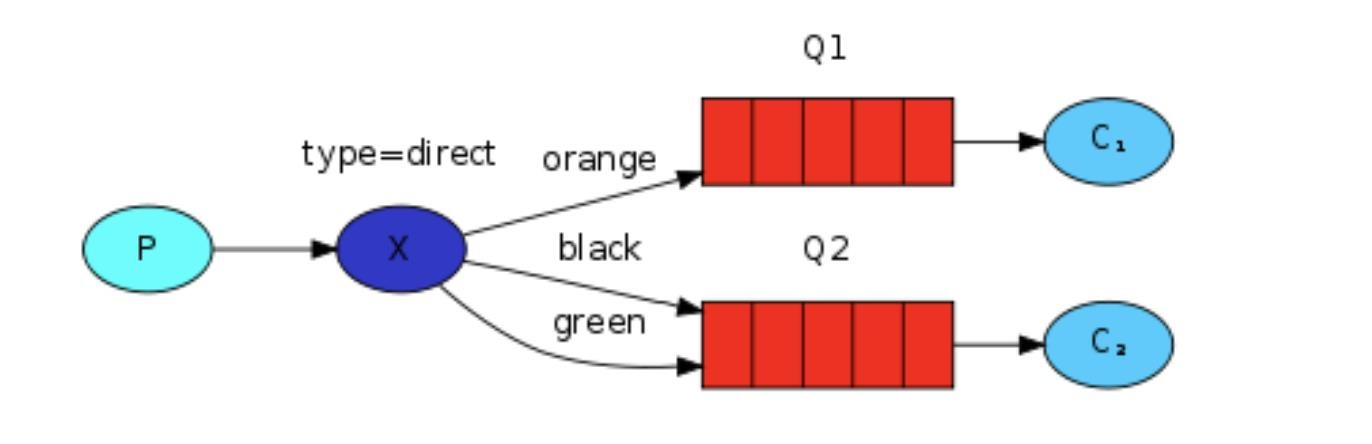 Q1
C₁
type=direct
orange
P
X
black
Q2
green
C₂